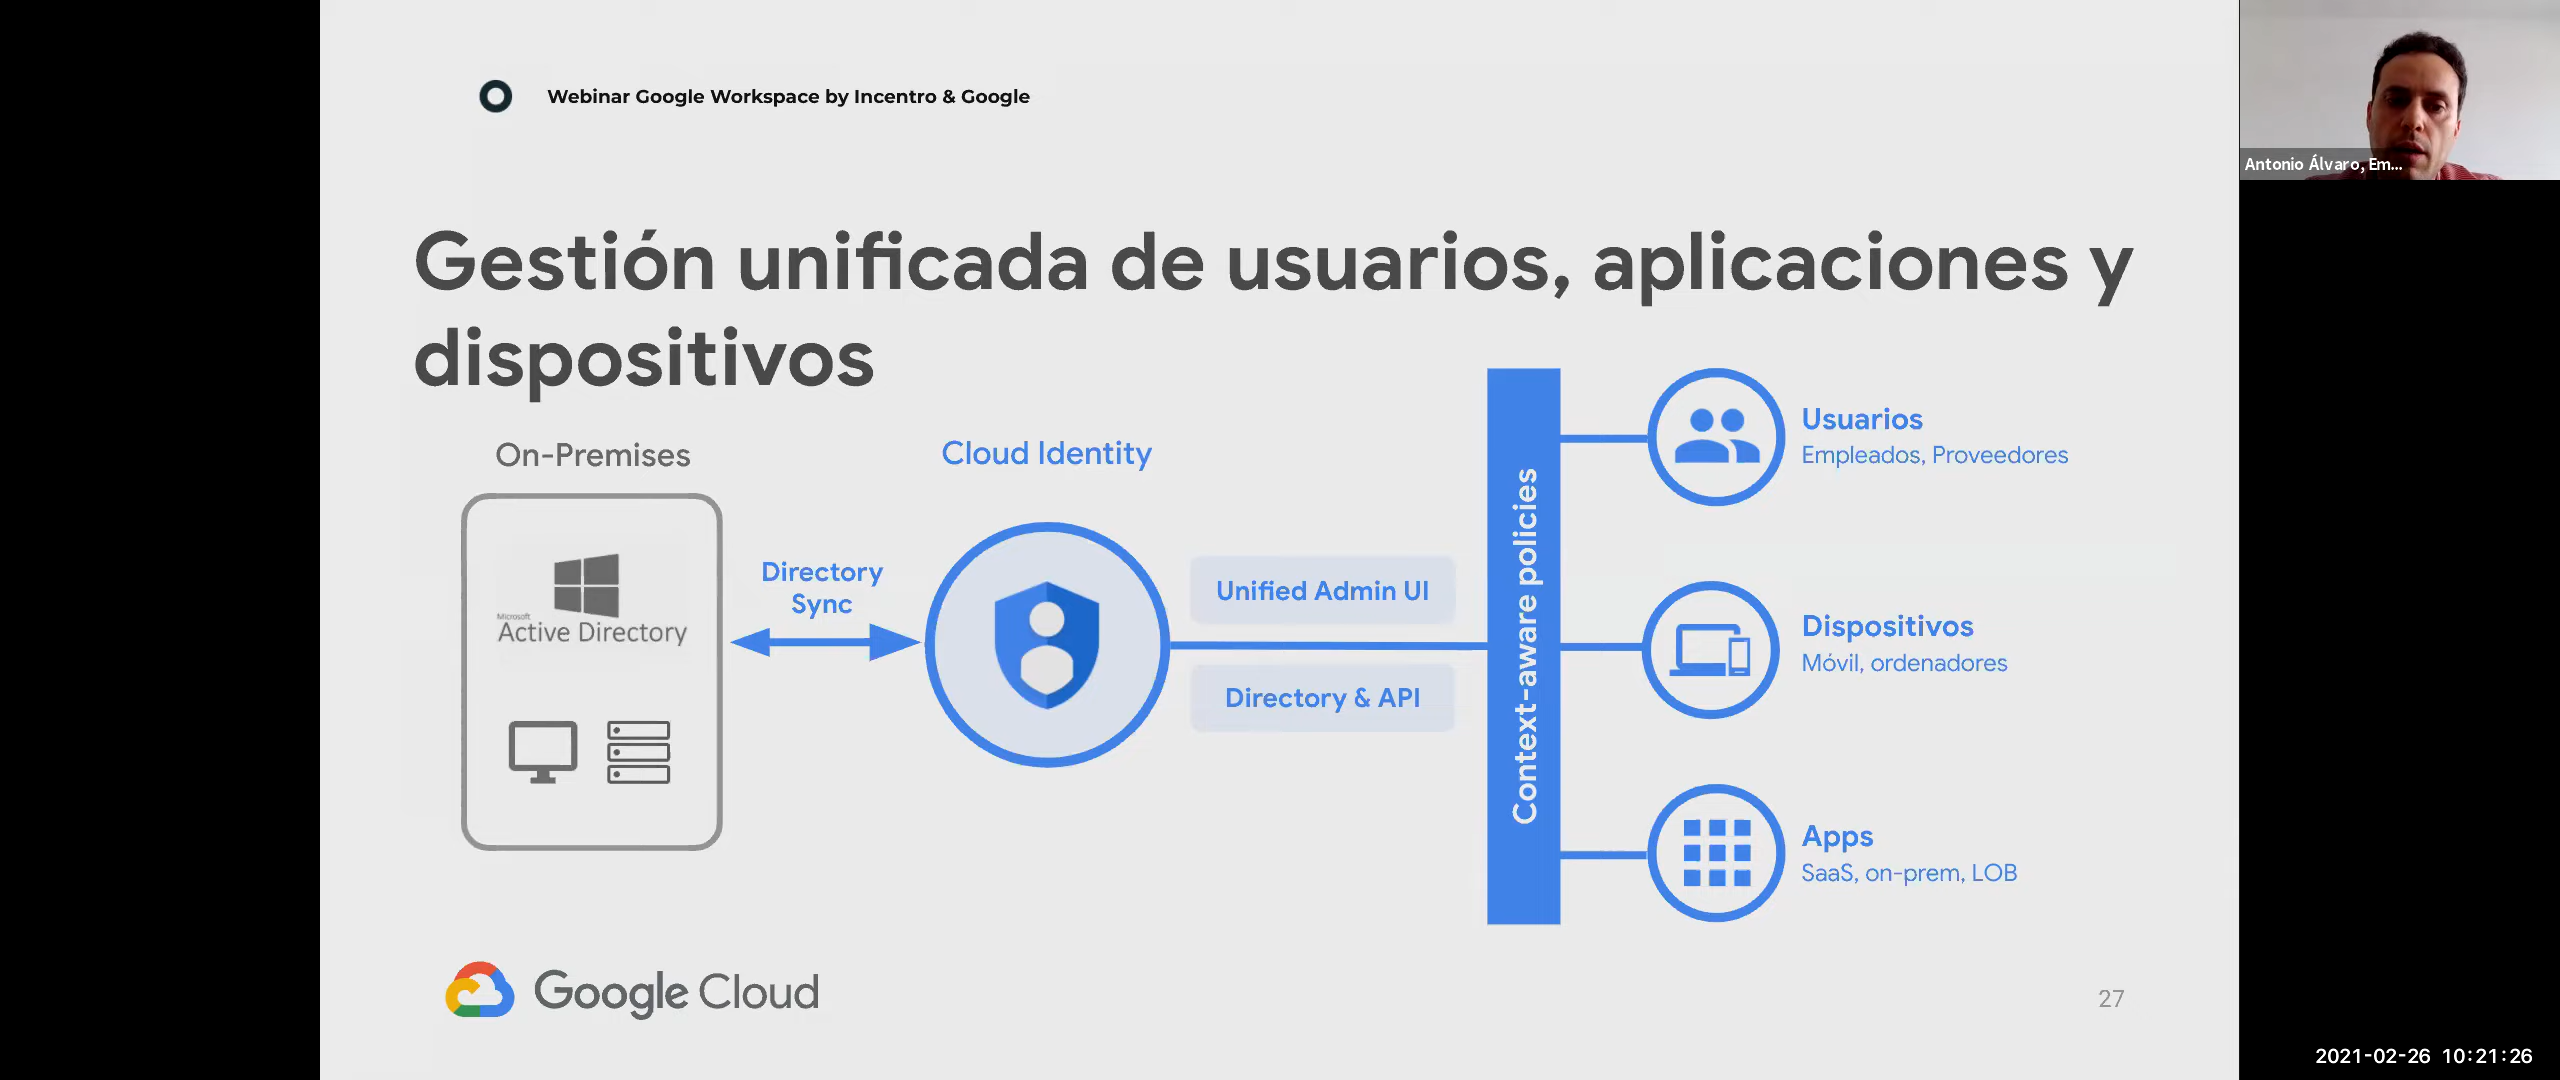 Webinar Google Workspace by Incentro & Google
Antonio Álvaro, Em...
Gestión unificada de usuarios, aplicaciones y
dispositivos
On-Premises
Microsoft
Active Directory
Directory
Sync
Cloud Identity
Unified Admin UI
Directory & API
Context-aware policies
Usuarios
Empleados, Proveedores
Dispositivos
Móvil, ordenadores
Apps
SaaS, on-prem, LOB
Google Cloud
27
2021-02-26 10:21:26